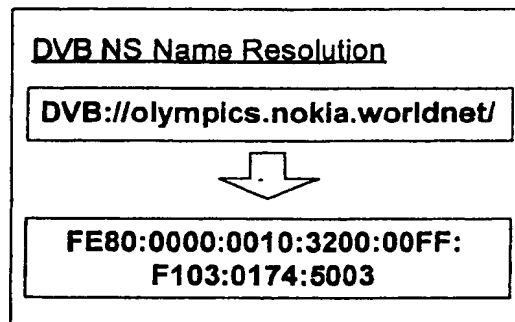 DVB NS Name Resolution
DVB://olympics.nokia.worldnet/
FE80:0000:0010:3200:00FF:
F103:0174:5003